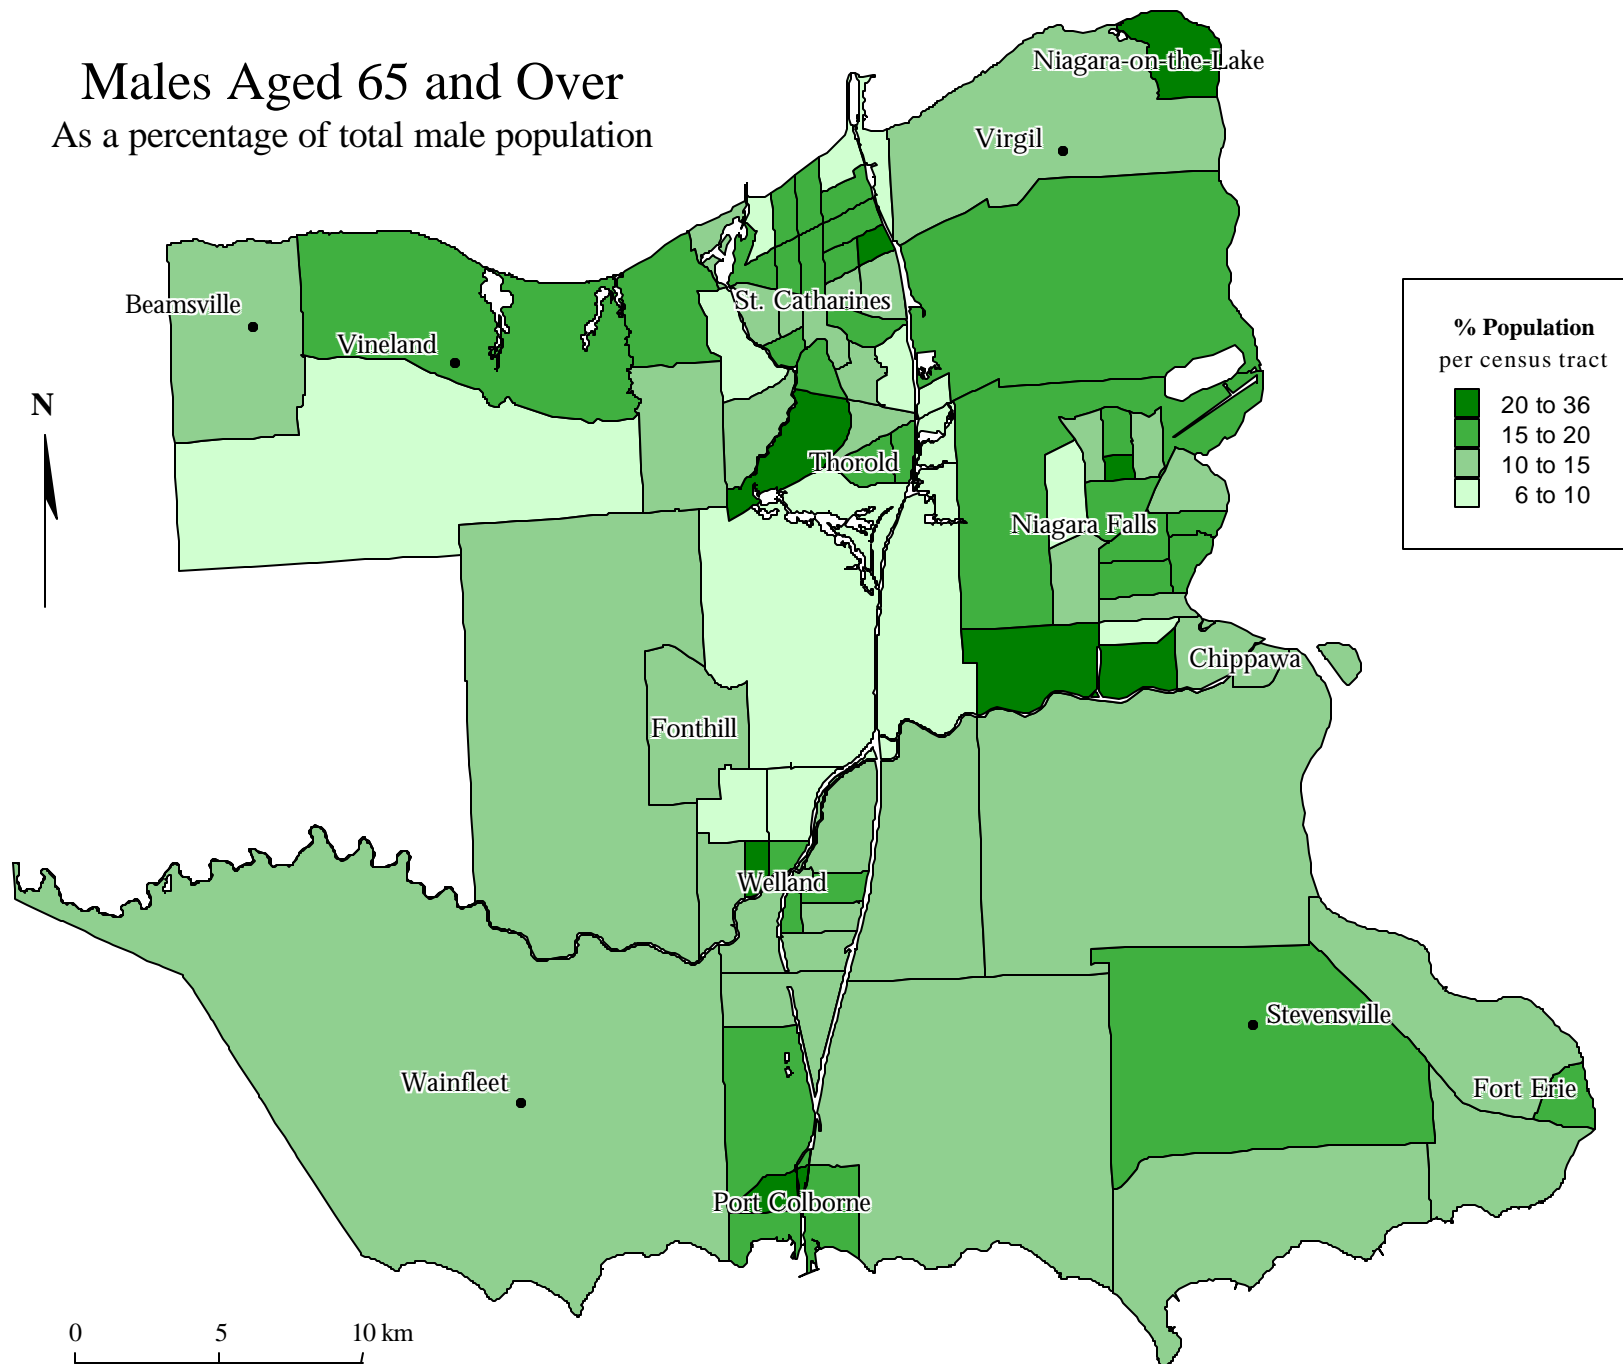 Males Aged 65 and Over
As a percentage of total male population
Niagara-on-the-Lake
Virgil
Beamsville
Vineland
St. Catharines
N
Thorold
Niagara Falls
Chippawa
Fonthill
Welland
Stevensville
Wainfleet
Fort Erie
Port Colborne
% Population
per census tract
20 to 36
15 to 20
10 to 15
6 to 10
0 5 10 km